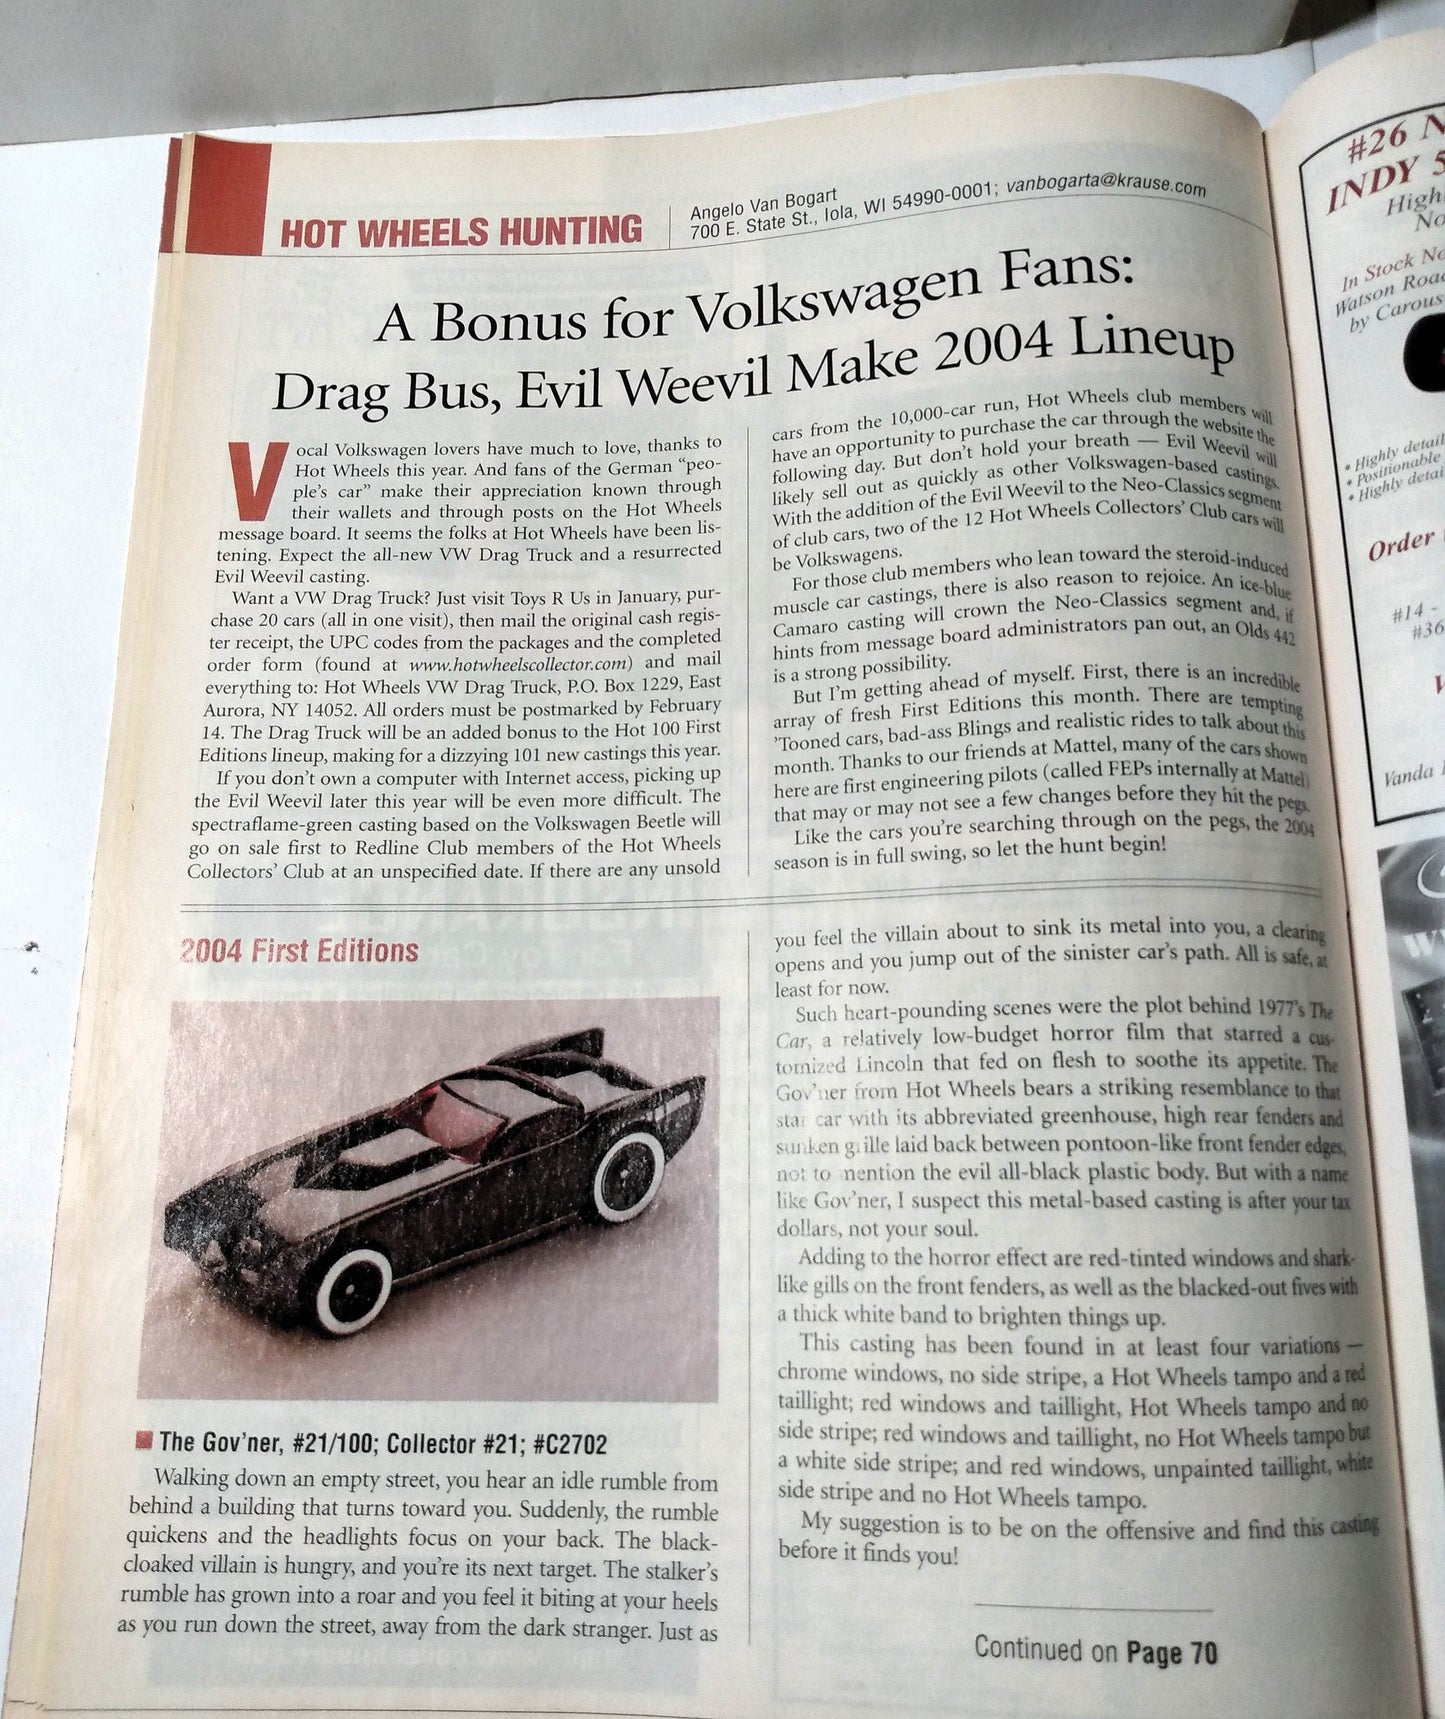 HOT WHEELS HUNTING
Angelo Van Bogart
700 E. State St., Iola, WI 54990-0001; vanbogarta@krause.com
A Bonus for Volkswagen Fans:
Drag Bus, Evil Weevil Make 2004 Lineup
Vocal Volkswagen lovers have much to love, thanks to
Hot Wheels this year. And fans of the German "peo-
ple's car" make their appreciation known through
their wallets and through posts on the Hot Wheels
message board. It seems the folks at Hot Wheels have been lis-
tening. Expect the all-new VW Drag Truck and a resurrected
Evil Weevil casting.
Want a VW Drag Truck? Just visit Toys R Us in January, pur-
chase 20 cars (all in one visit), then mail the original cash regis-
ter receipt, the UPC codes from the packages and the completed
order form (found at www.hotwheelscollector.com) and mail
everything to: Hot Wheels VW Drag Truck, P.O. Box 1229, East
Aurora, NY 14052. All orders must be postmarked by February
14. The Drag Truck will be an added bonus to the Hot 100 First
Editions lineup, making for a dizzying 101 new castings this year.
If you don't own a computer with Internet access, picking up
the Evil Weevil later this year will be even more difficult. The
spectraflame-green casting based on the Volkswagen Beetle will
go on sale first to Redline Club members of the Hot Wheels
Collectors' Club at an unspecified date. If there are any unsold
cars from the 10,000-car run, Hot Wheels club members will
have an opportunity to purchase the car through the website the
following day. But don't hold your breath — Evil Weevil will
likely sell out as quickly as other Volkswagen-based castings.
With the addition of the Evil Weevil to the Neo-Classics segment
of club cars, two of the 12 Hot Wheels Collectors' Club cars will
be Volkswagens.
For those club members who lean toward the steroid-induced
muscle car castings, there is also reason to rejoice. An ice-blue
Camaro casting will crown the Neo-Classics segment and, if
hints from message board administrators pan out, an Olds 442
is a strong possibility.
But I'm getting ahead of myself. First, there is an incredible
array of fresh First Editions this month. There are tempting
'Tooned cars, bad-ass Blings and realistic rides to talk about this
month. Thanks to our friends at Mattel, many of the cars shown
here are first engineering pilots (called FEPs internally at Mattel)
that may or may not see a few changes before they hit the pegs.
Like the cars you're searching through on the pegs, the 2004
season is in full swing, so let the hunt begin!
2004 First Editions
The Gov'ner, #21/100; Collector #21; #C2702
Walking down an empty street, you hear an idle rumble from
behind a building that turns toward you. Suddenly, the rumble
quickens and the headlights focus on your back. The black-
cloaked villain is hungry, and you're its next target. The stalker's
rumble has grown into a roar and you feel it biting at your heels
as you run down the street, away from the dark stranger. Just as
you feel the villain about to sink its metal into you, a clearing
opens and you jump out of the sinister car's path. All is safe, at
least for now.
Such heart-pounding scenes were the plot behind 1977's The
Car, a relatively low-budget horror film that starred a cus-
tomized Lincoln that fed on flesh to soothe its appetite. The
Gov'ner from Hot Wheels bears a striking resemblance to that
star car with its abbreviated greenhouse, high rear fenders and
sunken grille laid back between pontoon-like front fender edges,
not to mention the evil all-black plastic body. But with a name
like Gov'ner, I suspect this metal-based casting is after your tax
dollars, not your soul.
Adding to the horror effect are red-tinted windows and shark-
like gills on the front fenders, as well as the blacked-out fives with
a thick white band to brighten things up.
This casting has been found in at least four variations —
chrome windows, no side stripe, a Hot Wheels tampo and a red
taillight; red windows and taillight, Hot Wheels tampo and no
side stripe; red windows and taillight, no Hot Wheels tampo but
a white side stripe; and red windows, unpainted taillight, white
side stripe and no Hot Wheels tampo.
My suggestion is to be on the offensive and find this casting
before it finds you!
Continued on Page 70
#26
INDY
In Stock
Watson
by
• Highly
• Positionable
• Highly
Order
#14 -
Vanda